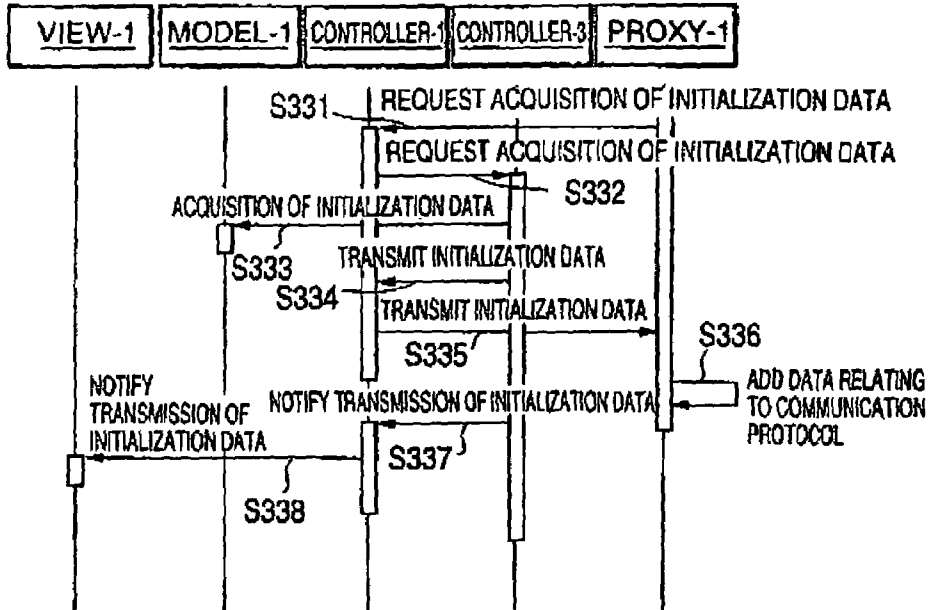 VIEW-1 MODEL-1 CONTROLLER-1 CONTROLLER-3 PROXY-1
S331 REQUEST ACQUISITION OF INITIALIZATION DATA
REQUEST ACQUISITION OF INITIALIZATION DATA
S332
ACQUISITION OF INITIALIZATION DATA
S333
TRANSMIT INITIALIZATION DATA
S334
TRANSMIT INITIALIZATION DATA
S335
S336
ADD DATA RELATING
TO COMMUNICATION
PROTOCOL
NOTIFY
TRANSMISSION OF
INITIALIZATION DATA
NOTIFY TRANSMISSION OF INITIALIZATION DATA
S337
S338